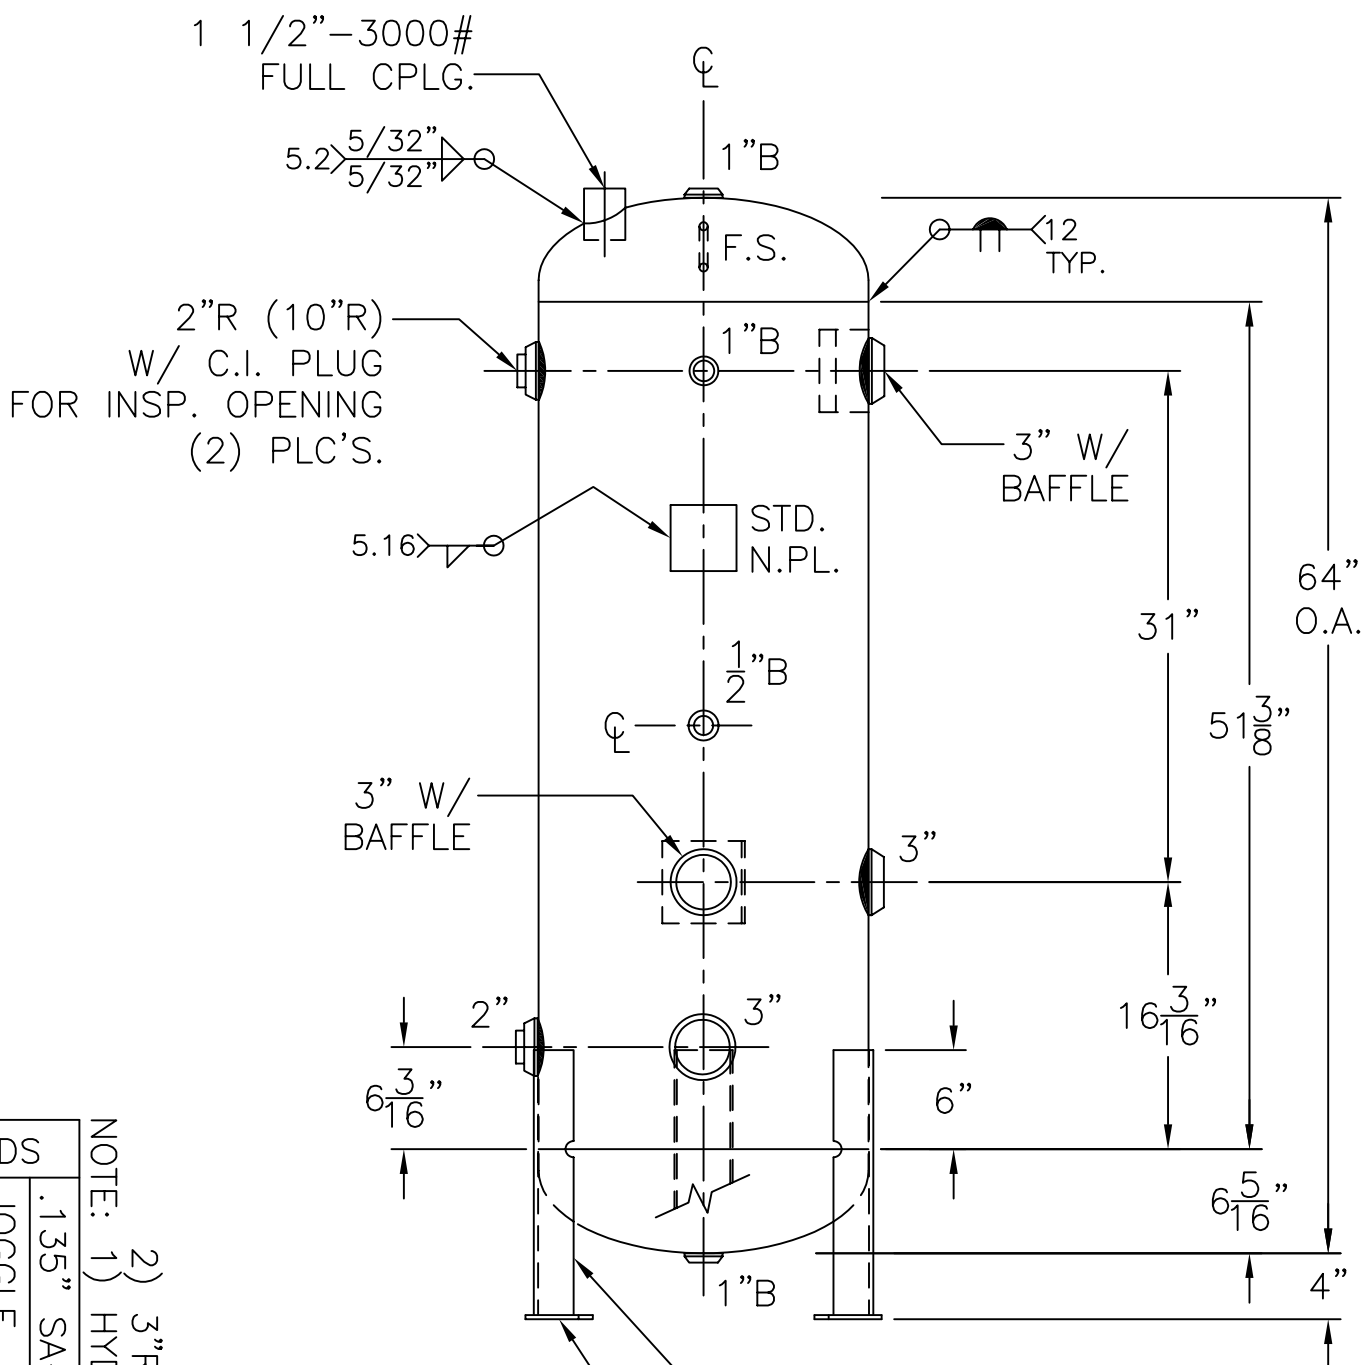 1 1/2"-3000#
FULL CPLG.
℄
1"B
5.2
5/32"
5/32"
F.S.
12
TYP.
2"R (10"R)
W/ C.I. PLUG
FOR INSP. OPENING
(2) PLC'S.
1"B
3" W/
BAFFLE
STD.
N.PL.
5.16
64"
O.A.
31"
1/2"B
℄
51 3/8"
3" W/
BAFFLE
3"
2"
3"
16 3/16"
6 3/16"
6"
6 5/16"
1"B
4"
NOTE: 1)
2) 3"
DS
.135" SA